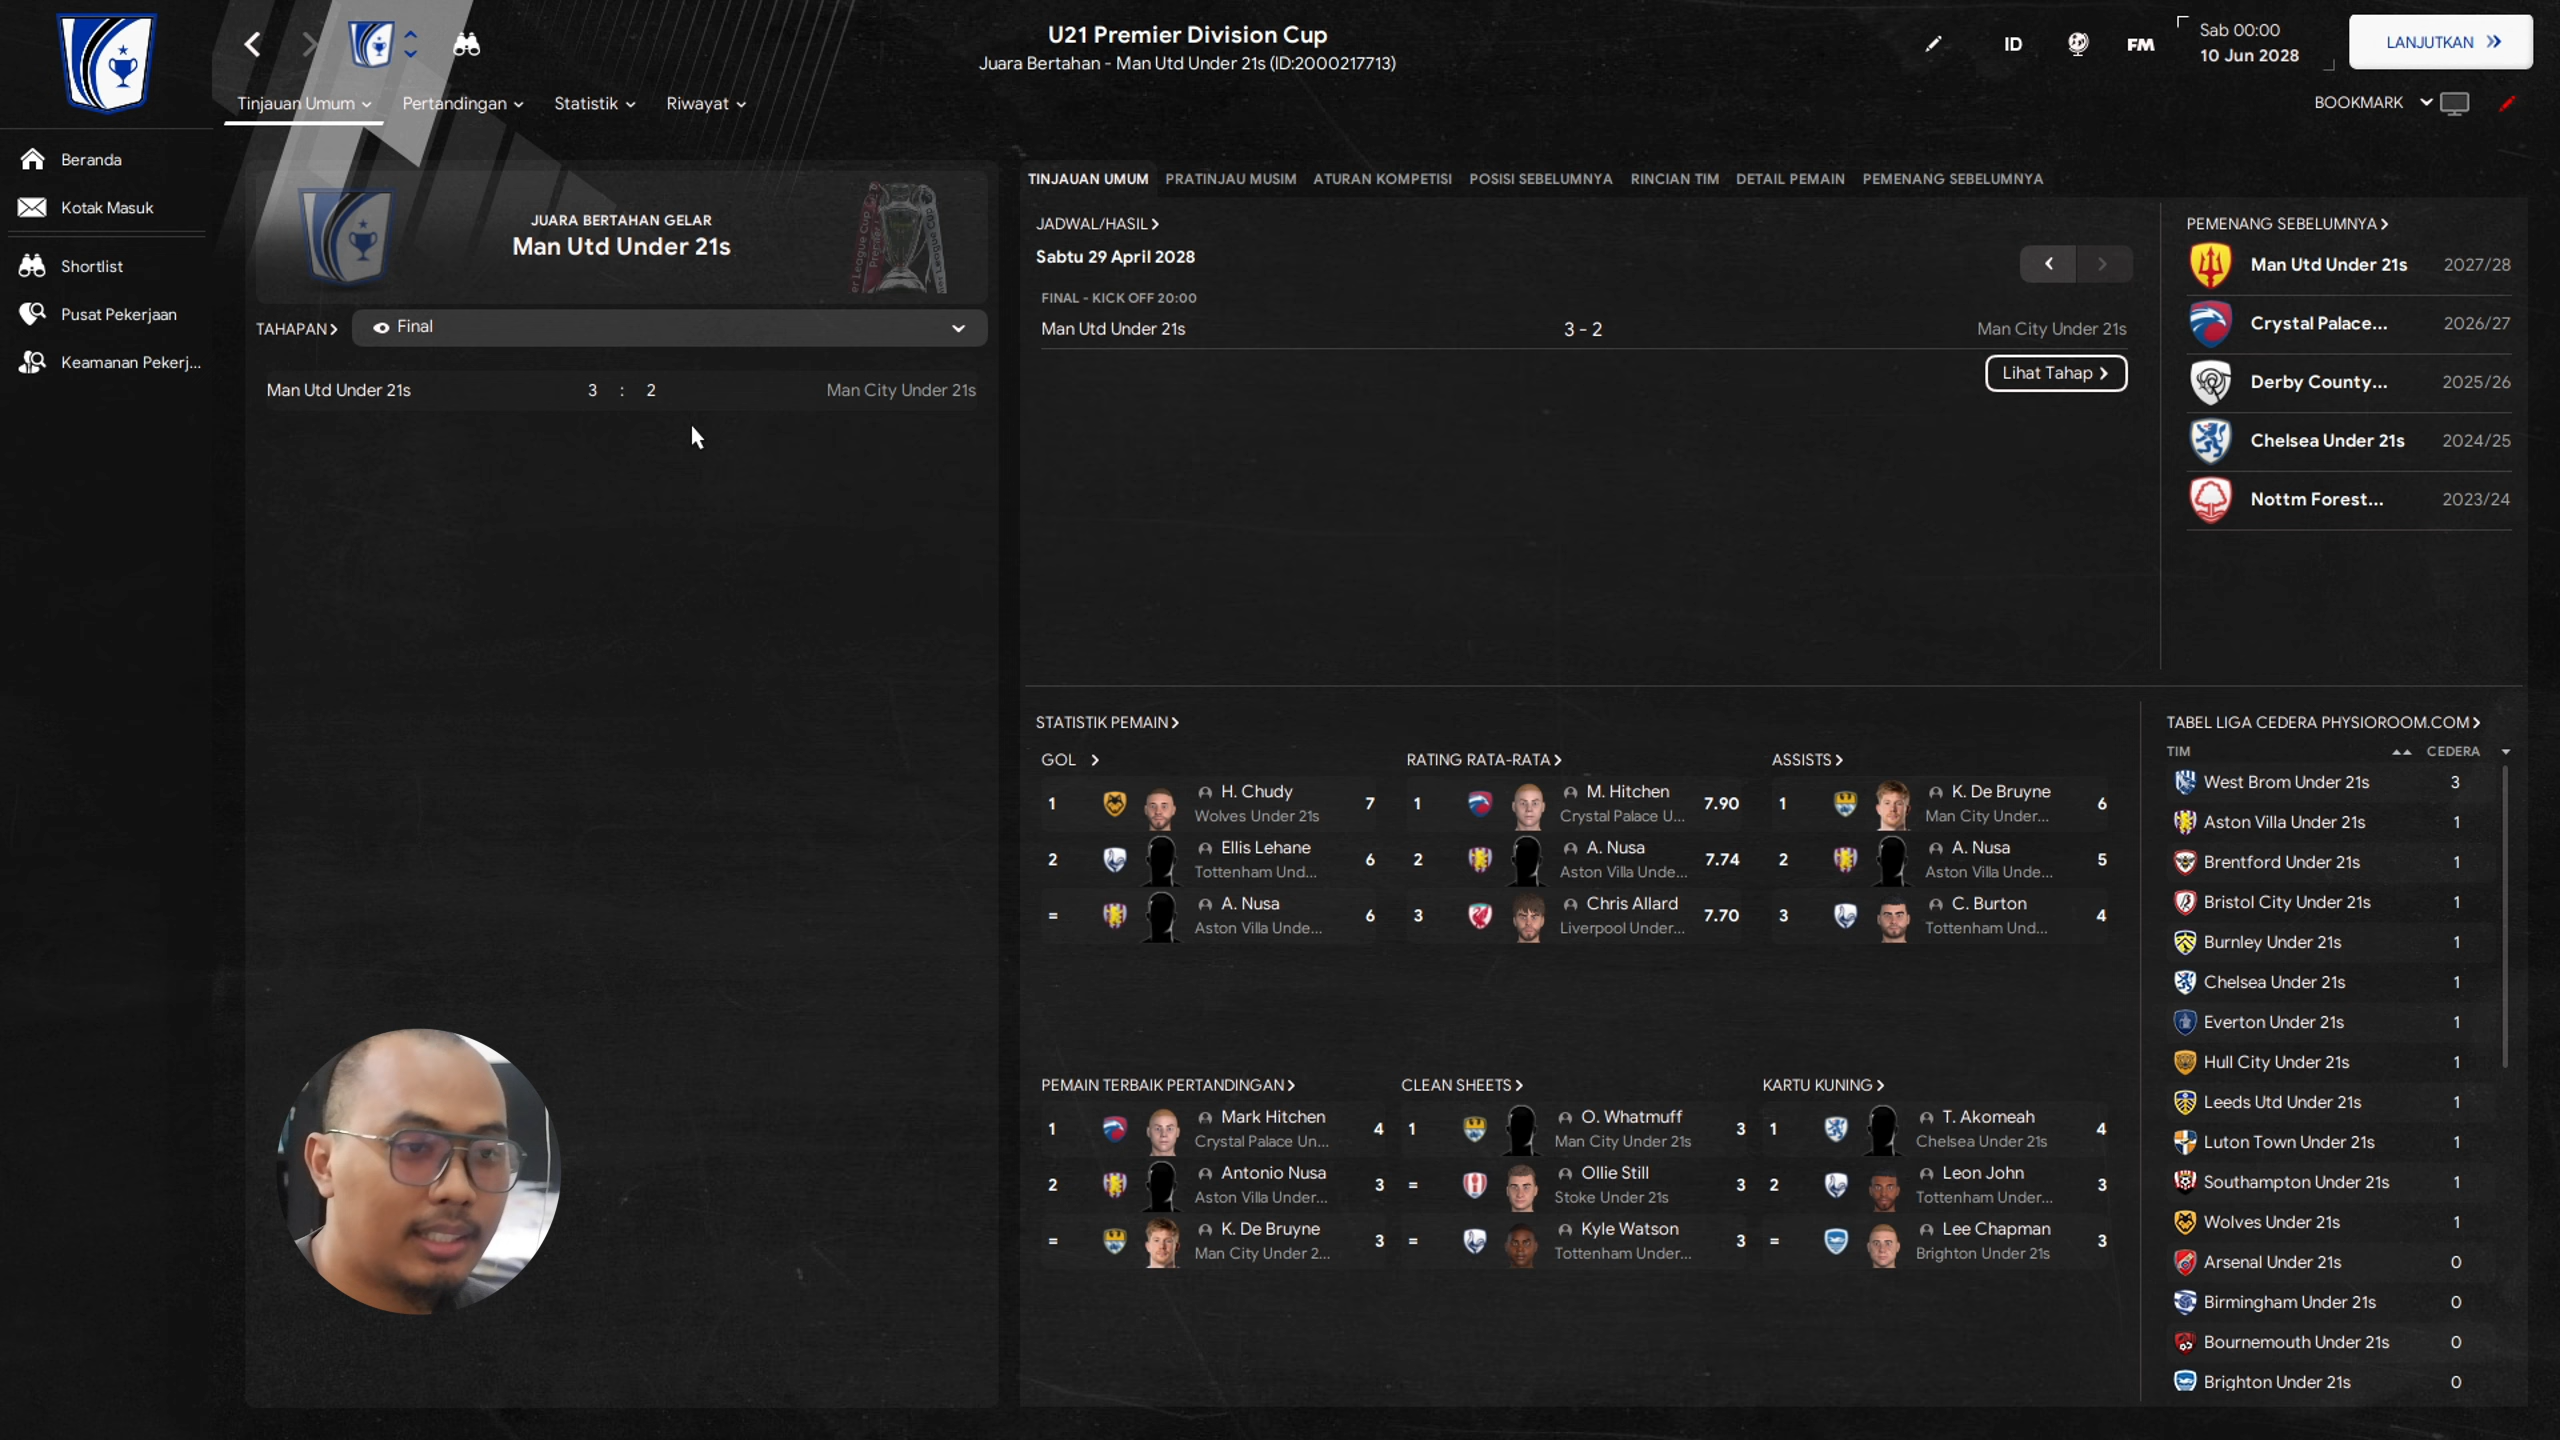 U21 Premier Division Cup
Juara Bertahan - Man Utd Under 21s (ID:2000217713)
ID
FM
Sab 00:00
10 Jun 2028
LANJUTKAN
Tinjauan Umum
Pertandingan
Statistik
Riwayat
BOOKMARK
Beranda
Kotak Masuk
Shortlist
Pusat Pekerjaan
Keamanan Pekerj...
JUARA BERTAHAN GELAR
Man Utd Under 21s
TAHAPAN
Final
Man Utd Under 21s 3 : 2 Man City Under 21s
TINJAUAN UMUM PRATINJAU MUSIM ATURAN KOMPETISI POSISI SEBELUMNYA RINCIAN TIM DETAIL PEMAIN PEMENANG SEBELUMNYA
JADWAL/HASIL
Sabtu 29 April 2028
FINAL - KICK OFF 20:00
Man Utd Under 21s 3 - 2 Man City Under 21s
Lihat Tahap
PEMENANG SEBELUMNYA
Man Utd Under 21s 2027/28
Crystal Palace... 2026/27
Derby County... 2025/26
Chelsea Under 21s 2024/25
Nottm Forest... 2023/24
STATISTIK PEMAIN
GOL
1 H. Chudy 7
Wolves Under 21s
2 Ellis Lehane 6
Tottenham Und...
= A. Nusa 6
Aston Villa Unde...
RATING RATA-RATA
1 M. Hitchen 7.90
Crystal Palace U...
2 A. Nusa 7.74
Aston Villa Unde...
3 Chris Allard 7.70
Liverpool Under...
ASSISTS
1 K. De Bruyne 6
Man City Under...
2 A. Nusa 5
Aston Villa Unde...
3 C. Burton 4
Tottenham Und...
PEMAIN TERBAIK PERTANDINGAN
1 Mark Hitchen 4
Crystal Palace Un...
2 Antonio Nusa 3
Aston Villa Under...
= K. De Bruyne 3
Man City Under 2...
CLEAN SHEETS
1 O. Whatmuff 3
Man City Under 21s
= Ollie Still 3
Stoke Under 21s
= Kyle Watson 3
Tottenham Under...
KARTU KUNING
1 T. Akomeah 4
Chelsea Under 21s
2 Leon John 3
Tottenham Under...
= Lee Chapman 3
Brighton Under 21s
TABEL LIGA CEDERA PHYSIOROOM.COM
TIM CEDERA
West Brom Under 21s 3
Aston Villa Under 21s 1
Brentford Under 21s 1
Bristol City Under 21s 1
Burnley Under 21s 1
Chelsea Under 21s 1
Everton Under 21s 1
Hull City Under 21s 1
Leeds Utd Under 21s 1
Luton Town Under 21s 1
Southampton Under 21s 1
Wolves Under 21s 1
Arsenal Under 21s 0
Birmingham Under 21s 0
Bournemouth Under 21s 0
Brighton Under 21s 0